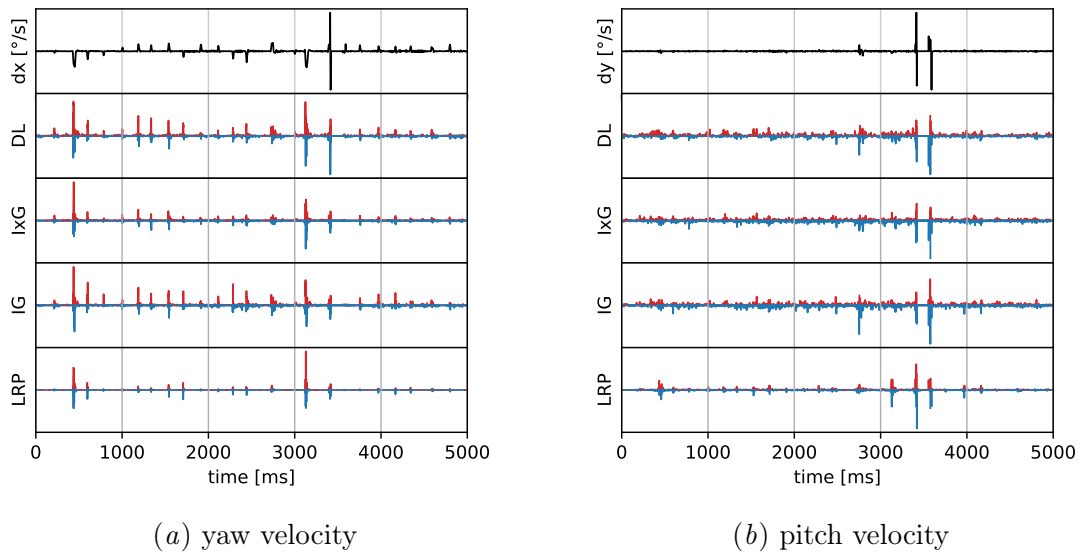 dx [°/s]
DL
IxG
IG
LRP
0 1000 2000 3000 4000 5000
time [ms]
(a) yaw velocity
dy [°/s]
DL
IxG
IG
LRP
0 1000 2000 3000 4000 5000
time [ms]
(b) pitch velocity